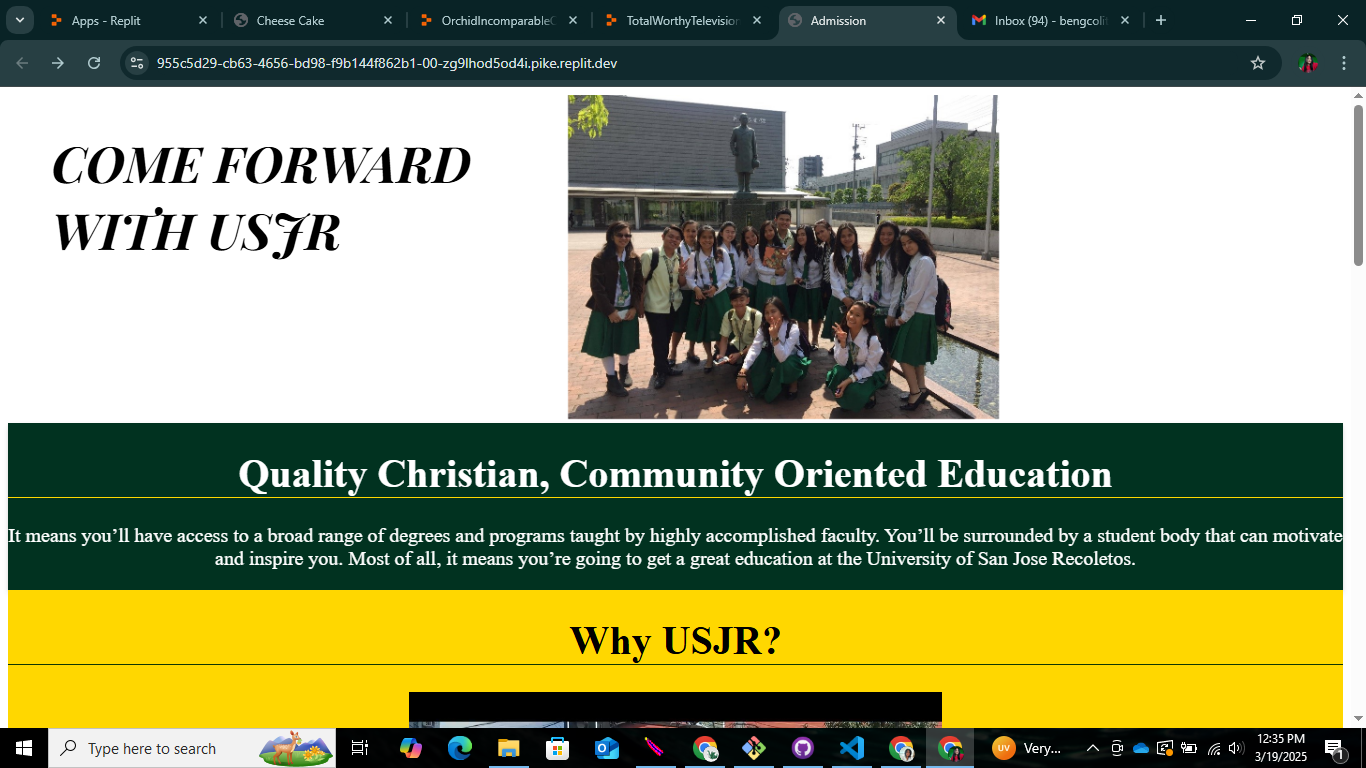 Apps - Replit
Cheese Cake
OrchidIncomparableC
TotalWorthyTelevision
Admission
Inbox (94) - bengcolit
955c5d29-cb63-4656-bd98-f9b144f862b1-00-zg9lhod5od4i.pike.replit.dev
COME FORWARD
WITH USJR
Quality Christian, Community Oriented Education
It means you’ll have access to a broad range of degrees and programs taught by highly accomplished faculty. You’ll be surrounded by a student body that can motivate
and inspire you. Most of all, it means you’re going to get a great education at the University of San Jose Recoletos.
Why USJR?
Type here to search
UV
Very...
12:35 PM
3/19/2025
1